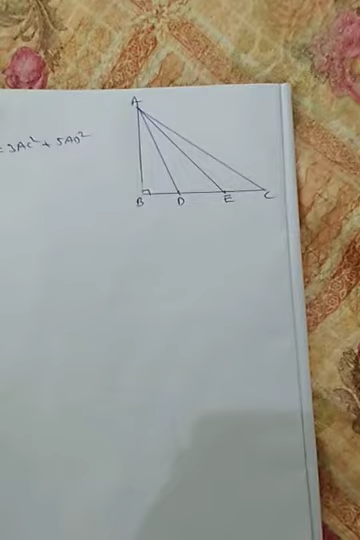 = 3AC² + 5AD²
A
B D E C